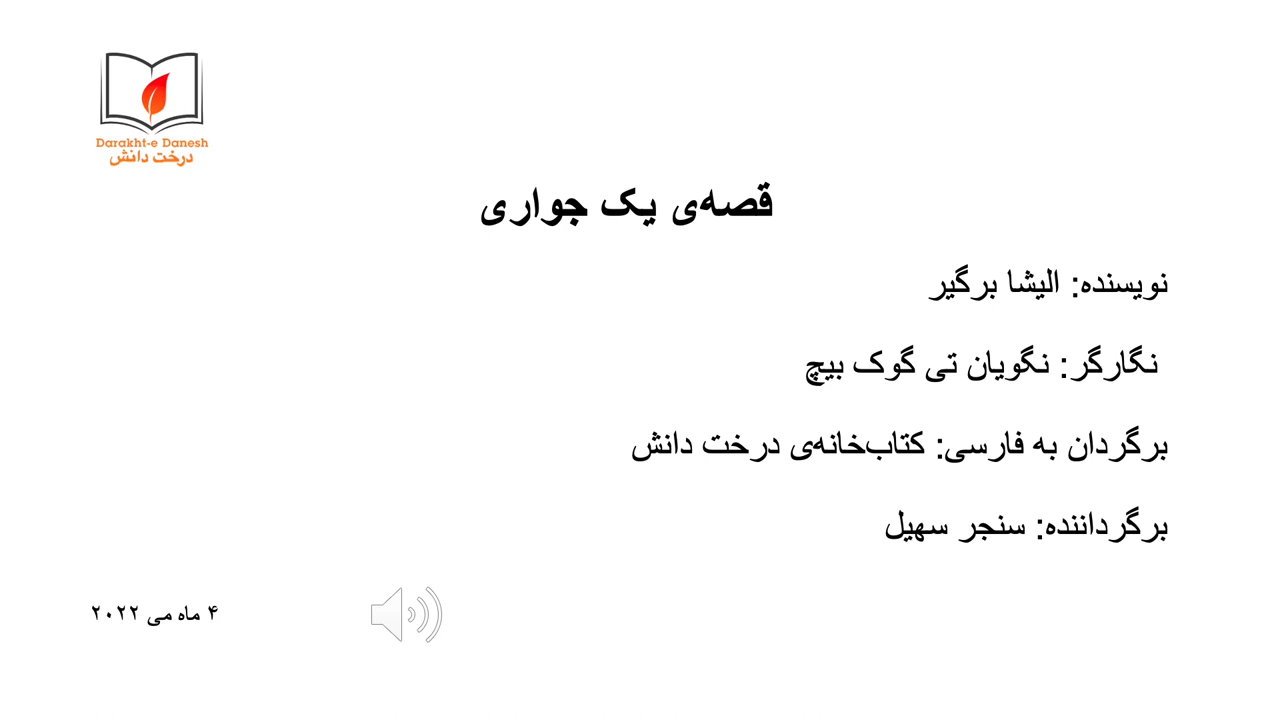 Darakht-e Danesh
درخت دانش
قصه‌ی یک جواری
نویسنده: الیشا برگیر
نگارگر: نگویان تی گوک بیچ
برگردان به فارسی: کتاب‌خانه‌ی درخت دانش
برگرداننده: سنجر سهیل
۴ ماه می ۲۰۲۲